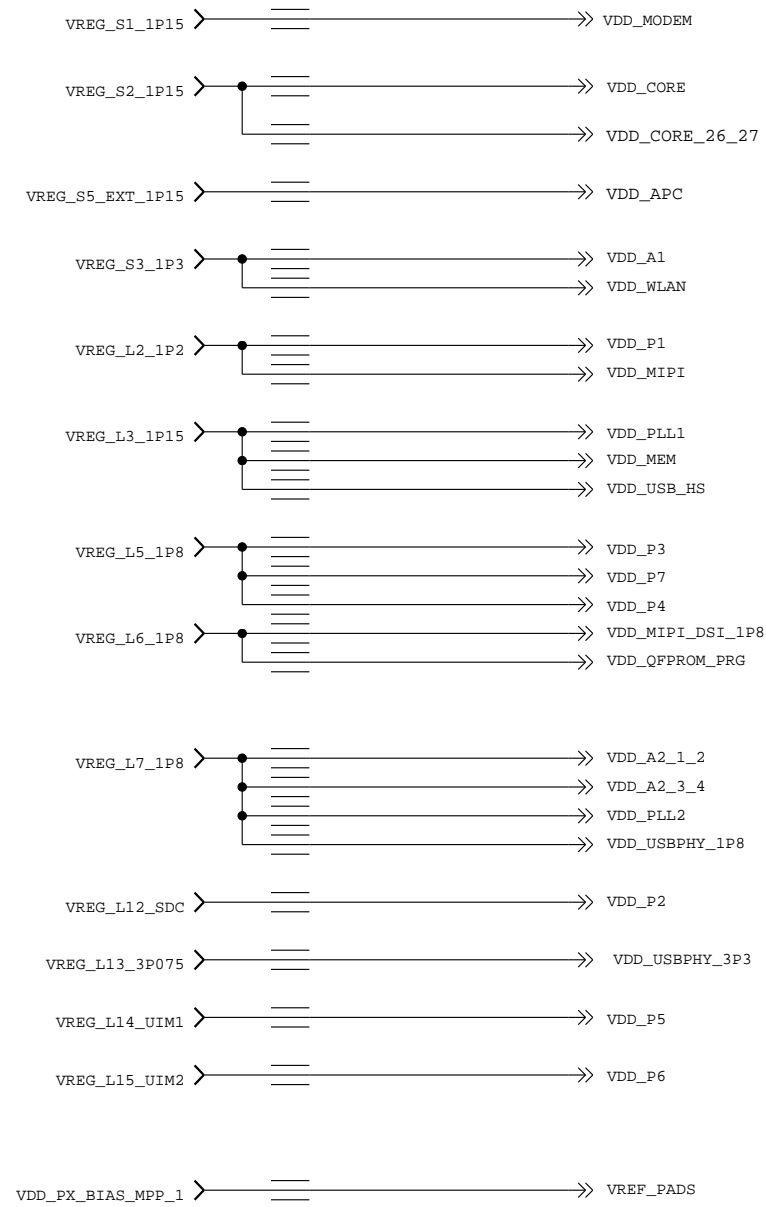 VREG_S1_1P15 VDD_MODEM
VREG_S2_1P15 VDD_CORE
VDD_CORE_26_27
VREG_S5_EXT_1P15 VDD_APC
VREG_S3_1P3 VDD_A1
VDD_WLAN
VREG_L2_1P2 VDD_P1
VDD_MIPI
VREG_L3_1P15 VDD_PLL1
VDD_MEM
VDD_USB_HS
VREG_L5_1P8 VDD_P3
VDD_P7
VDD_P4
VREG_L6_1P8 VDD_MIPI_DSI_1P8
VDD_QFPROM_PRG
VREG_L7_1P8 VDD_A2_1_2
VDD_A2_3_4
VDD_PLL2
VDD_USBPHY_1P8
VREG_L12_SDC VDD_P2
VREG_L13_3P075 VDD_USBPHY_3P3
VREG_L14_UIM1 VDD_P5
VREG_L15_UIM2 VDD_P6
VDD_PX_BIAS_MPP_1 VREF_PADS